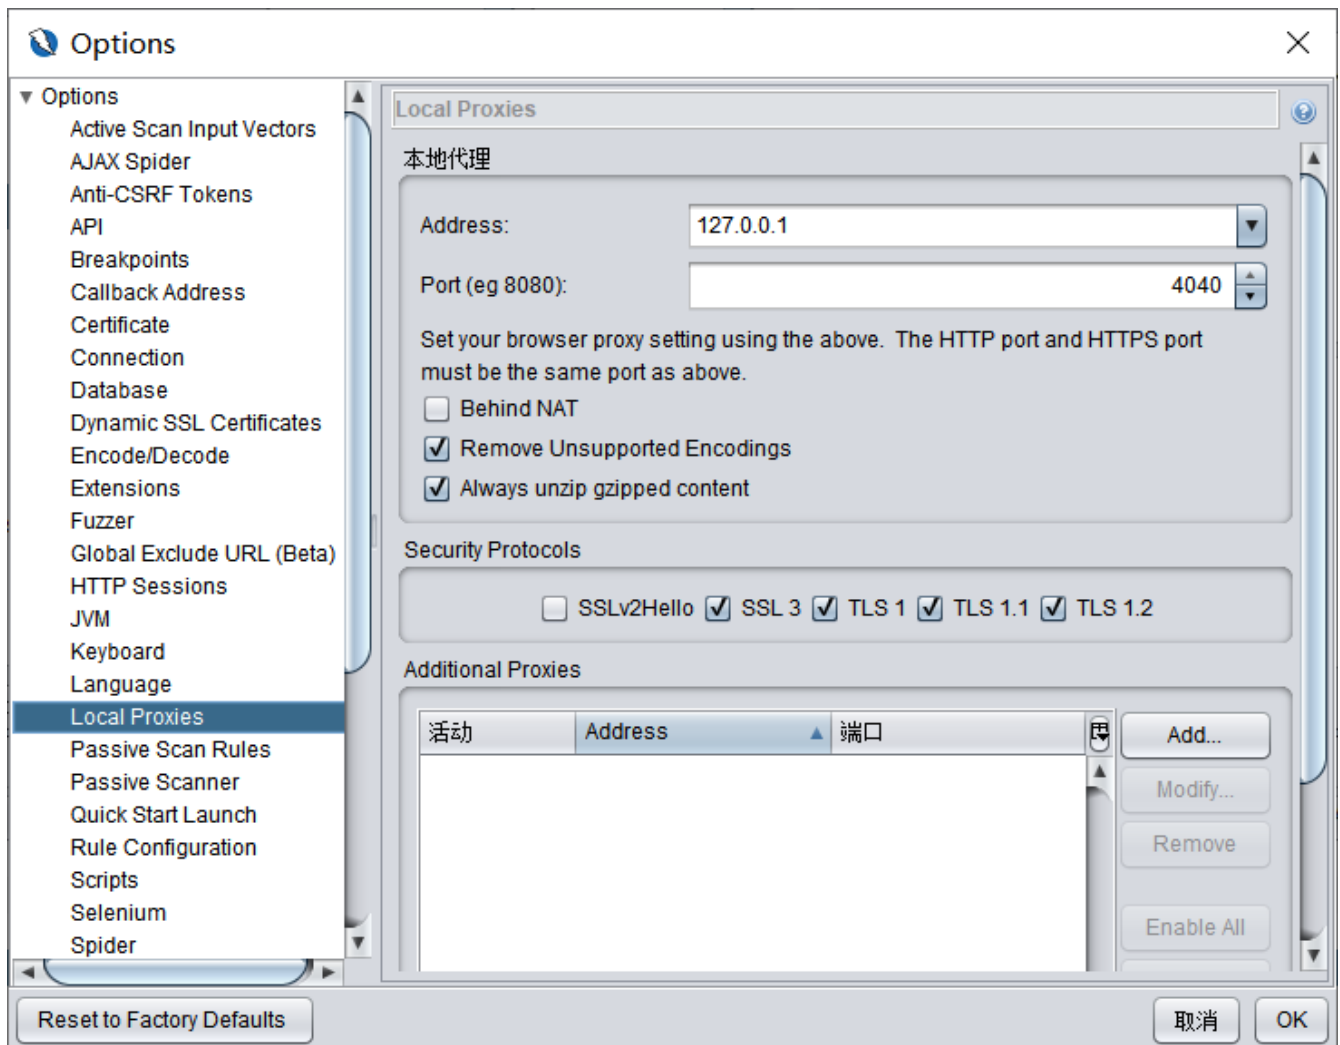 Options
Options
Active Scan Input Vectors
AJAX Spider
Anti-CSRF Tokens
API
Breakpoints
Callback Address
Certificate
Connection
Database
Dynamic SSL Certificates
Encode/Decode
Extensions
Fuzzer
Global Exclude URL (Beta)
HTTP Sessions
JVM
Keyboard
Language
Local Proxies
Passive Scan Rules
Passive Scanner
Quick Start Launch
Rule Configuration
Scripts
Selenium
Spider
Local Proxies
本地代理
Address: 127.0.0.1
Port (eg 8080): 4040
Set your browser proxy setting using the above.  The HTTP port and HTTPS port
must be the same port as above.
Behind NAT
Remove Unsupported Encodings
Always unzip gzipped content
Security Protocols
SSLv2Hello SSL 3 TLS 1 TLS 1.1 TLS 1.2
Additional Proxies
活动 Address 端口
Add...
Modify...
Remove
Enable All
Reset to Factory Defaults 取消 OK